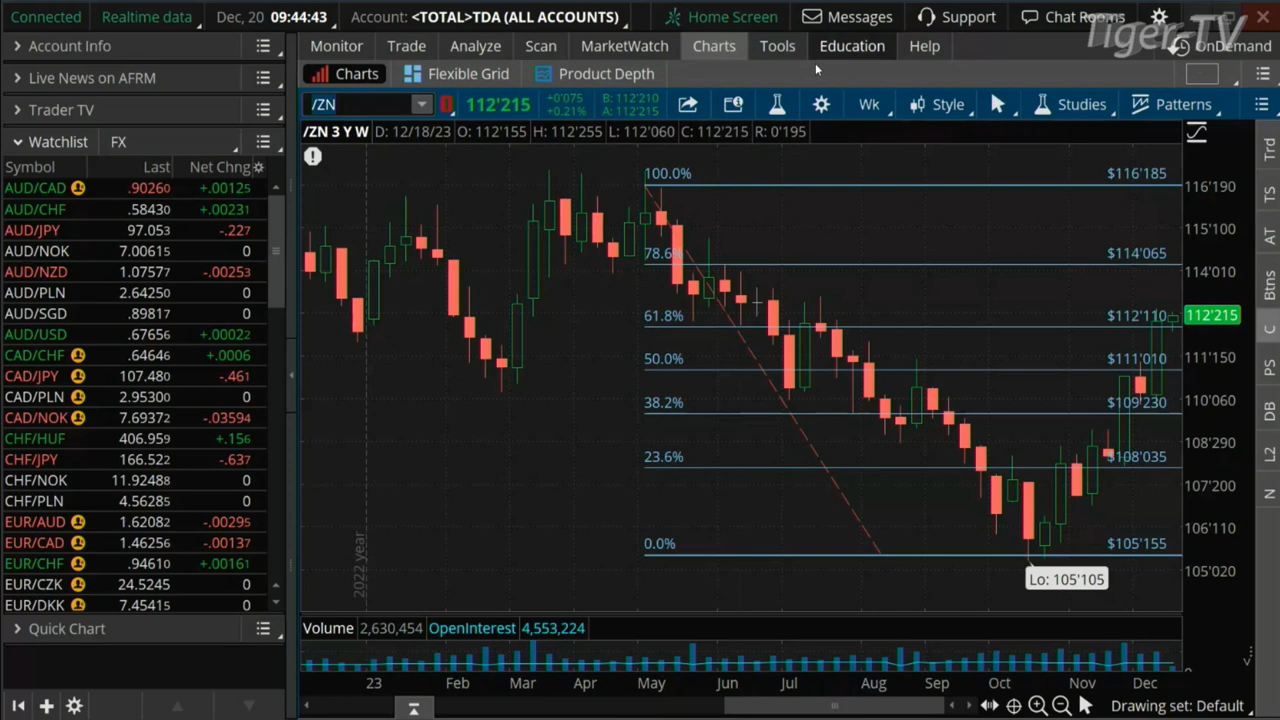 Connected Realtime data Dec, 20 09:44:43 Account: <TOTAL>TDA (ALL ACCOUNTS) Home Screen Messages Support Chat Rooms
Tiger-TV
OnDemand
Account Info
Live News on AFRM
Trader TV
Watchlist FX
Symbol Last Net Chng
AUD/CAD .90260 +.00125
AUD/CHF .58430 +.00231
AUD/JPY 97.053 -.227
AUD/NOK 7.00615 0
AUD/NZD 1.07577 -.00253
AUD/PLN 2.64250 0
AUD/SGD .89817 0
AUD/USD .67656 +.00022
CAD/CHF .64646 +.0006
CAD/JPY 107.480 -.461
CAD/PLN 2.95300 0
CAD/NOK 7.69372 -.03594
CHF/HUF 406.959 +.156
CHF/JPY 166.522 -.637
CHF/NOK 11.92488 0
CHF/PLN 4.56285 0
EUR/AUD 1.62082 -.00295
EUR/CAD 1.46256 -.00137
EUR/CHF .94610 +.00161
EUR/CZK 24.5245 0
EUR/DKK 7.45415 0
Quick Chart
Monitor Trade Analyze Scan MarketWatch Charts Tools Education Help
Charts Flexible Grid Product Depth
/ZN 112'215 +0'075 B: 112'210 Wk Style Studies Patterns
+0.21% A: 112'215
/ZN 3 Y W D: 12/18/23 O: 112'155 H: 112'255 L: 112'060 C: 112'215 R: 0'195
100.0% $116'185
78.6% $114'065
61.8% $112'110
50.0% $111'010
38.2% $109'230
23.6% $108'035
0.0% $105'155
Lo: 105'105
2022 year
116'190
115'100
114'010
112'215
111'150
110'060
108'290
107'200
106'110
105'020
Volume 2,630,454 OpenInterest 4,553,224
0
23 Feb Mar Apr May Jun Jul Aug Sep Oct Nov Dec
Drawing set: Default
Trd
TS
AT
Btns
C
PS
DB
L2
N